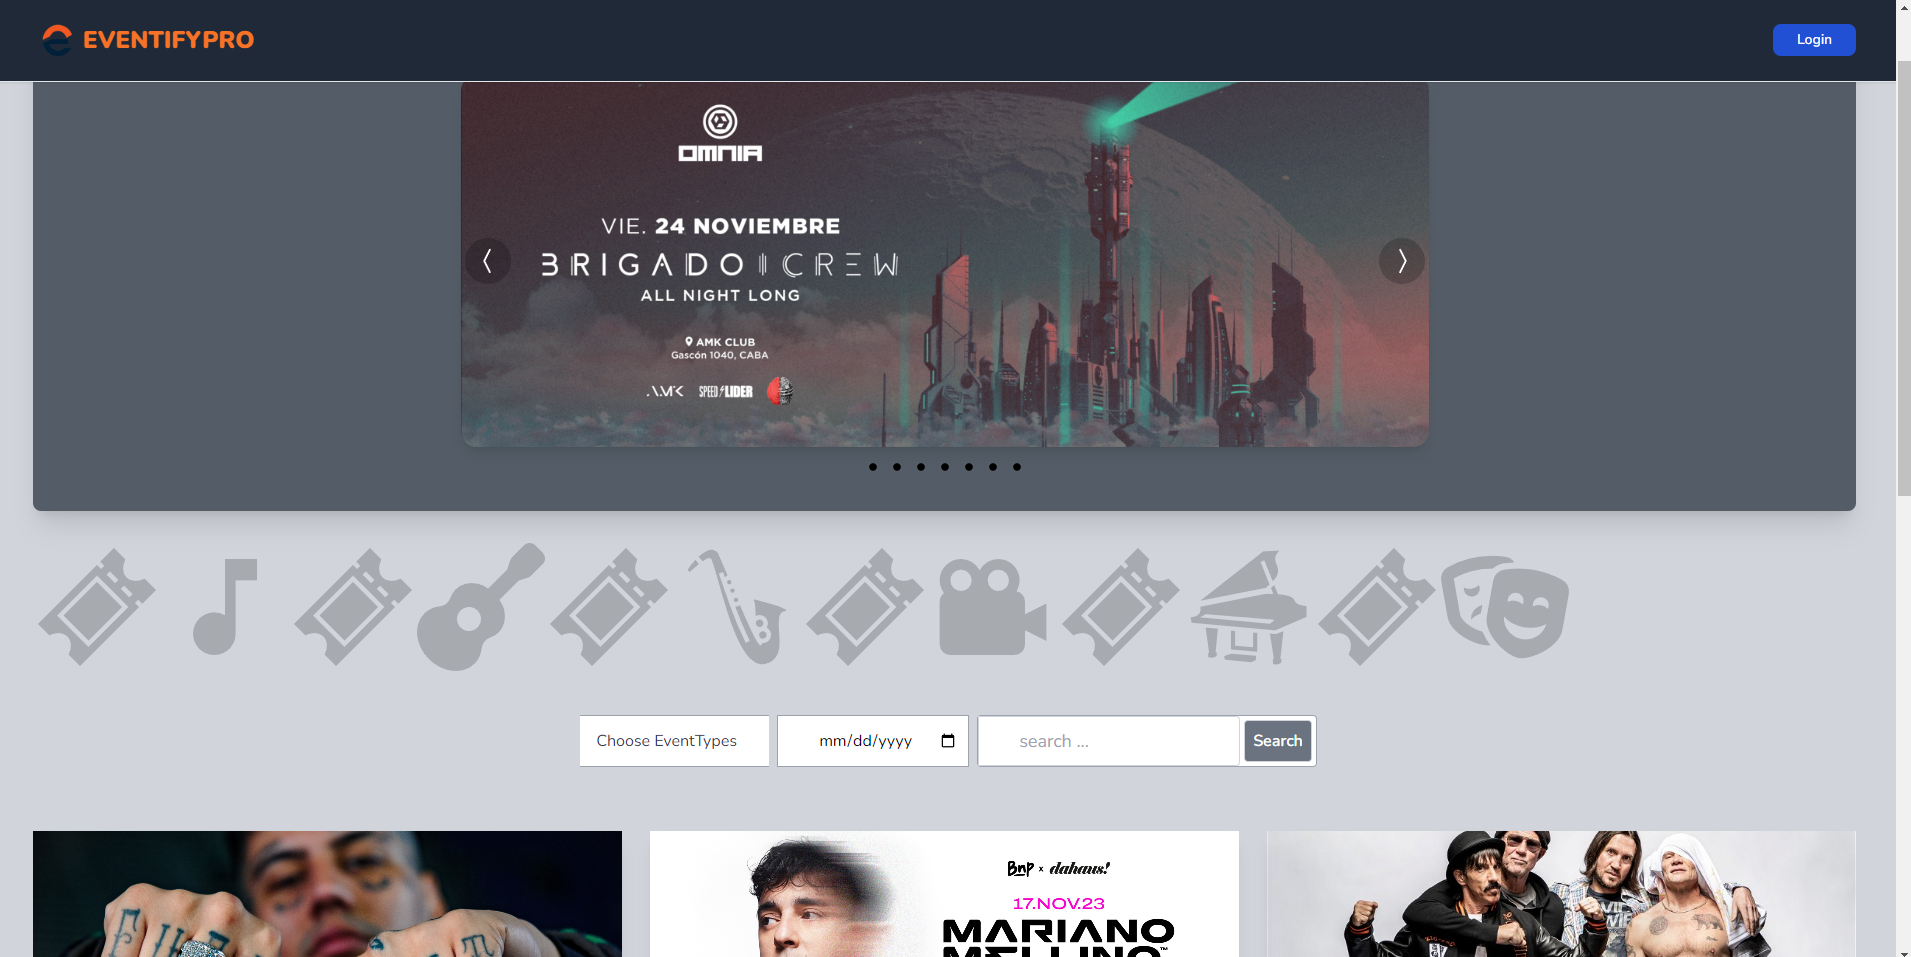 EVENTIFYPRO
Login
OMNIA
VIE. 24 NOVIEMBRE
BRIGADO CREW
ALL NIGHT LONG
AMK CLUB
Gascón 1040, CABA
AMK SPEED LIDER
Choose EventTypes
mm/dd/yyyy
search ...
Search
BNP x dahaus!
17.NOV.23
MARIANO
MELLINO™